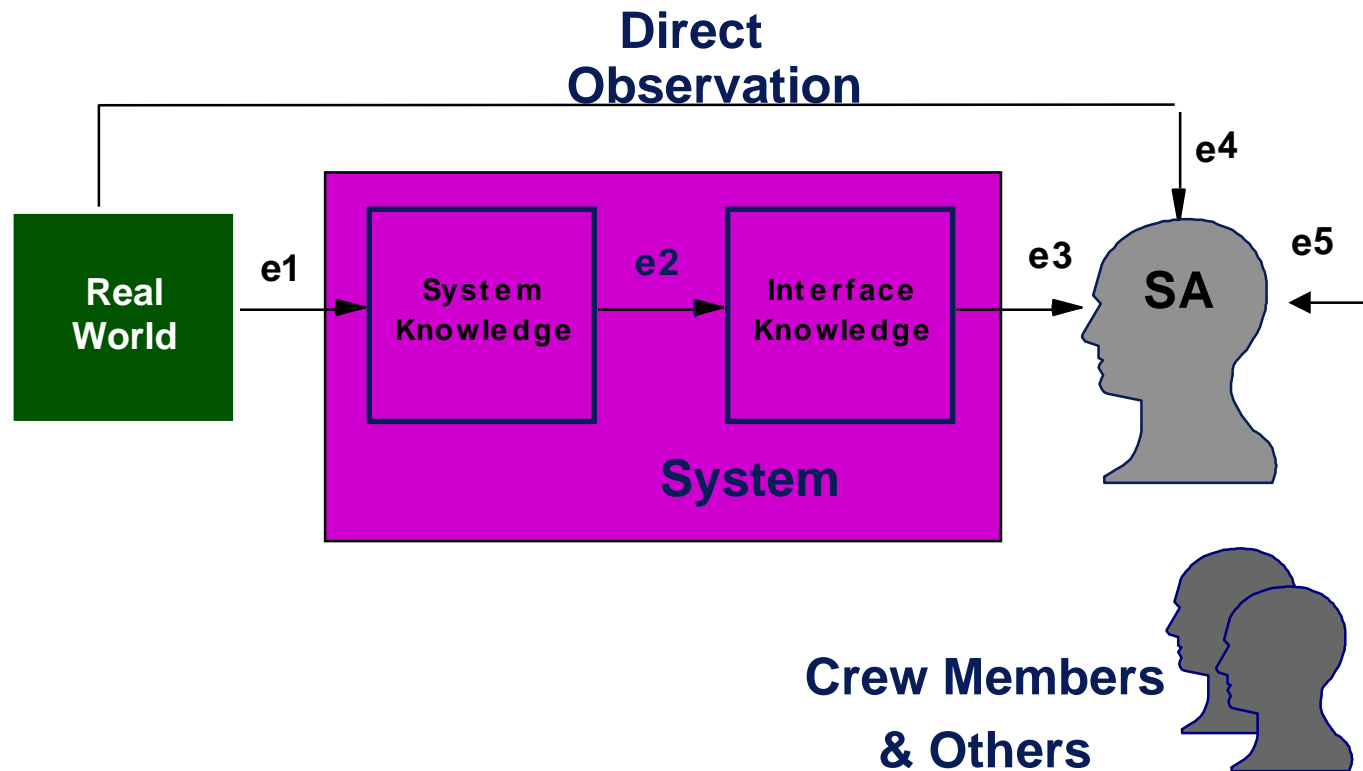 Direct
Observation
e4
e5
e1
e2
e3
Real
World
System
Knowledge
Interface
Knowledge
SA
System
Crew Members
& Others